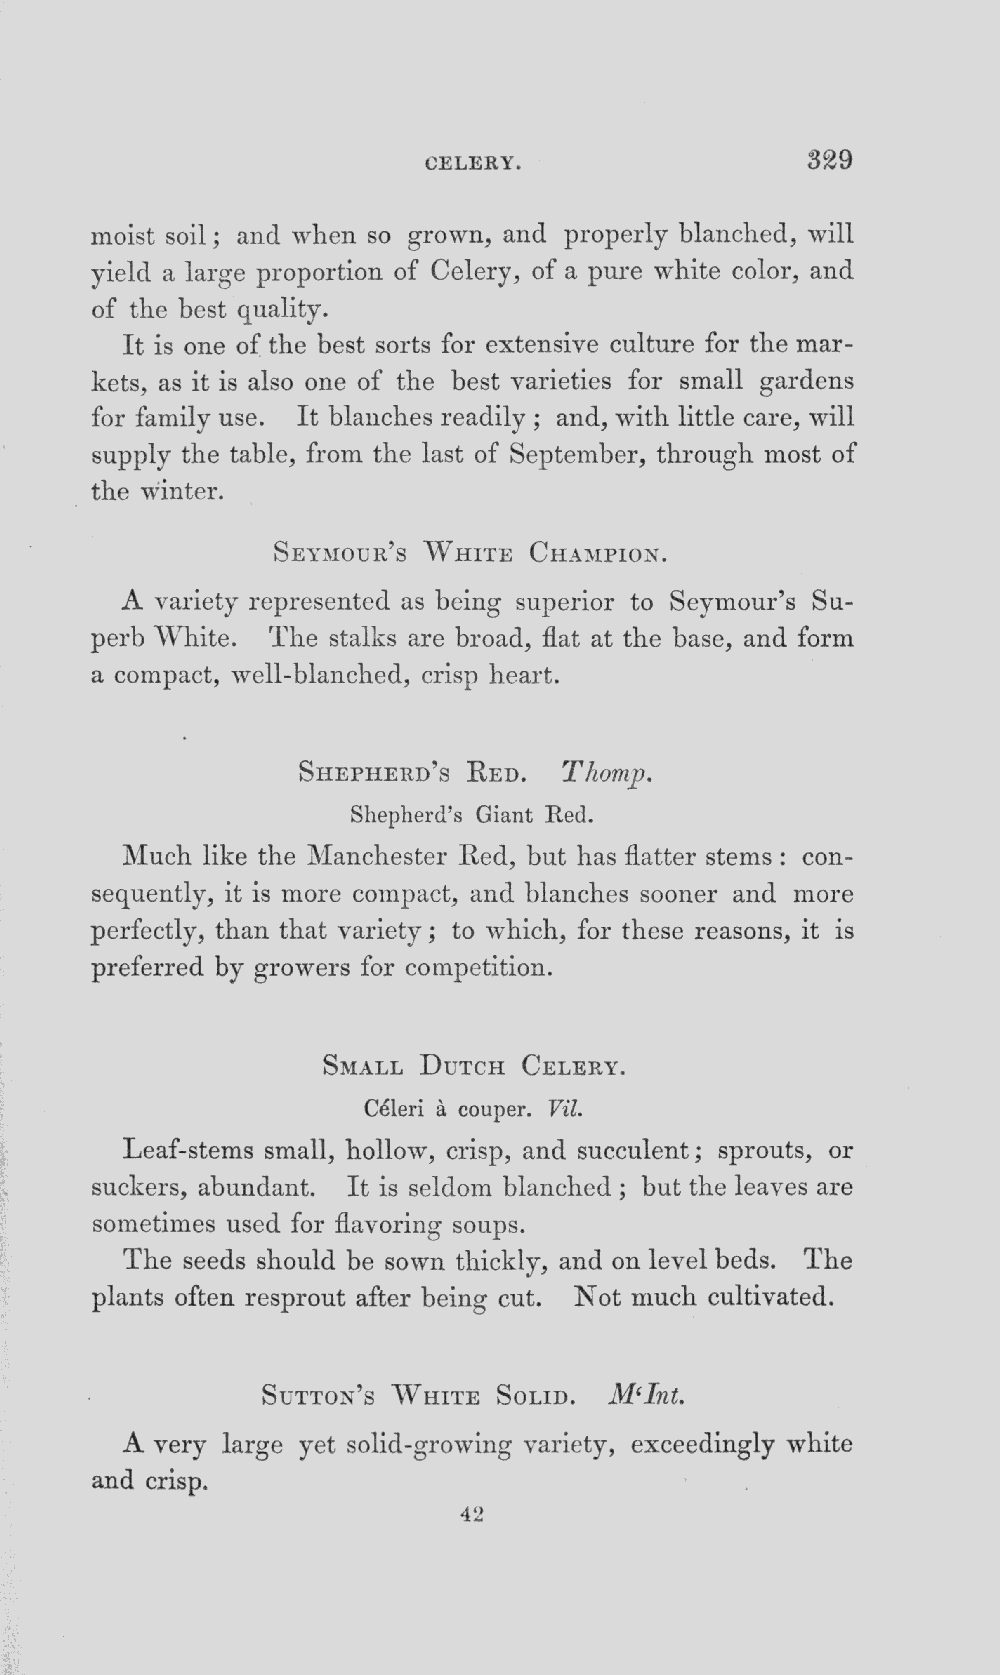 CELERY. 329
moist soil; and when so grown, and properly blanched, will
yield a large proportion of Celery, of a pure white color, and
of the best quality.
It is one of the best sorts for extensive culture for the mar-
kets, as it is also one of the best varieties for small gardens
for family use. It blanches readily; and, with little care, will
supply the table, from the last of September, through most of
the winter.
SEYMOUR'S WHITE CHAMPION.
A variety represented as being superior to Seymour's Su-
perb White. The stalks are broad, flat at the base, and form
a compact, well-blanched, crisp heart.
SHEPHERD'S RED. Thomp.
Shepherd's Giant Red.
Much like the Manchester Red, but has flatter stems: con-
sequently, it is more compact, and blanches sooner and more
perfectly, than that variety; to which, for these reasons, it is
preferred by growers for competition.
SMALL DUTCH CELERY.
Céleri à couper. Vil.
Leaf-stems small, hollow, crisp, and succulent; sprouts, or
suckers, abundant. It is seldom blanched; but the leaves are
sometimes used for flavoring soups.
The seeds should be sown thickly, and on level beds. The
plants often resprout after being cut. Not much cultivated.
SUTTON'S WHITE SOLID. M‘Int.
A very large yet solid-growing variety, exceedingly white
and crisp.
42